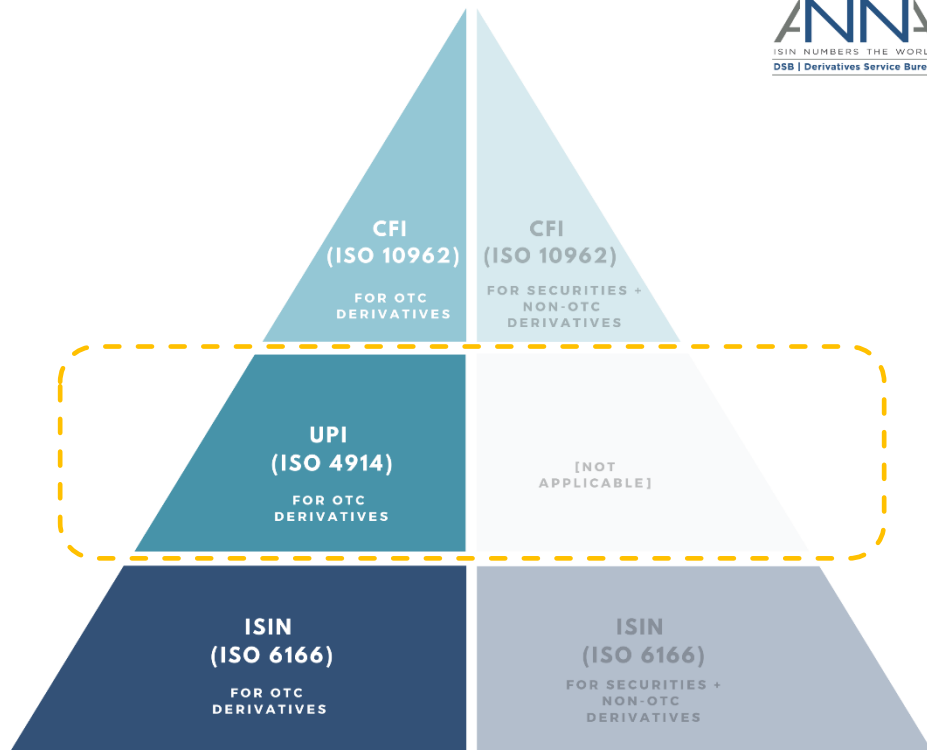 ANNA
ISIN NUMBERS THE WORL
DSB | Derivatives Service Bure
CFI
(ISO 10962)
FOR OTC
DERIVATIVES
CFI
(ISO 10962)
FOR SECURITIES +
NON-OTC
DERIVATIVES
UPI
(ISO 4914)
FOR OTC
DERIVATIVES
[NOT
APPLICABLE]
ISIN
(ISO 6166)
FOR OTC
DERIVATIVES
ISIN
(ISO 6166)
FOR SECURITIES +
NON-OTC
DERIVATIVES